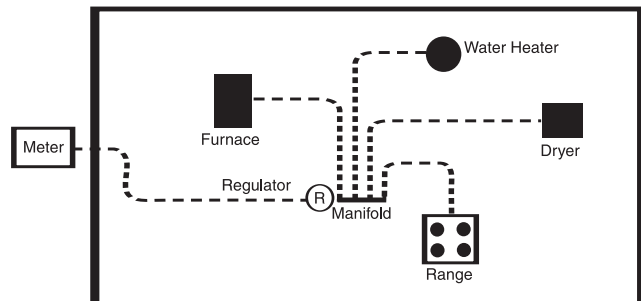 Water Heater
Furnace
Meter
Dryer
Regulator
R
Manifold
Range